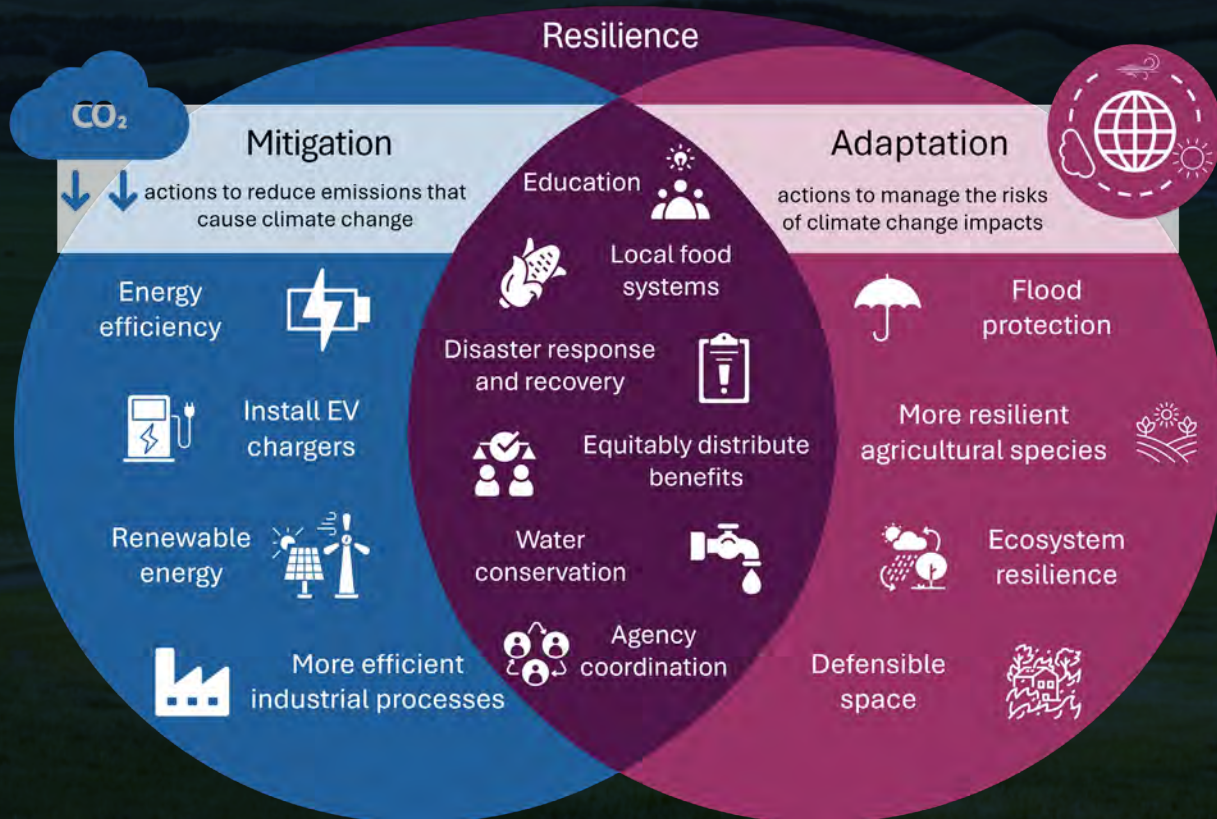 Resilience
CO₂
Mitigation
actions to reduce emissions that
cause climate change
Energy
efficiency
Install EV
chargers
Renewable
energy
More efficient
industrial processes
Education
Local food
systems
Disaster response
and recovery
Equitably distribute
benefits
Water
conservation
Agency
coordination
Adaptation
actions to manage the risks
of climate change impacts
Flood
protection
More resilient
agricultural species
Ecosystem
resilience
Defensible
space